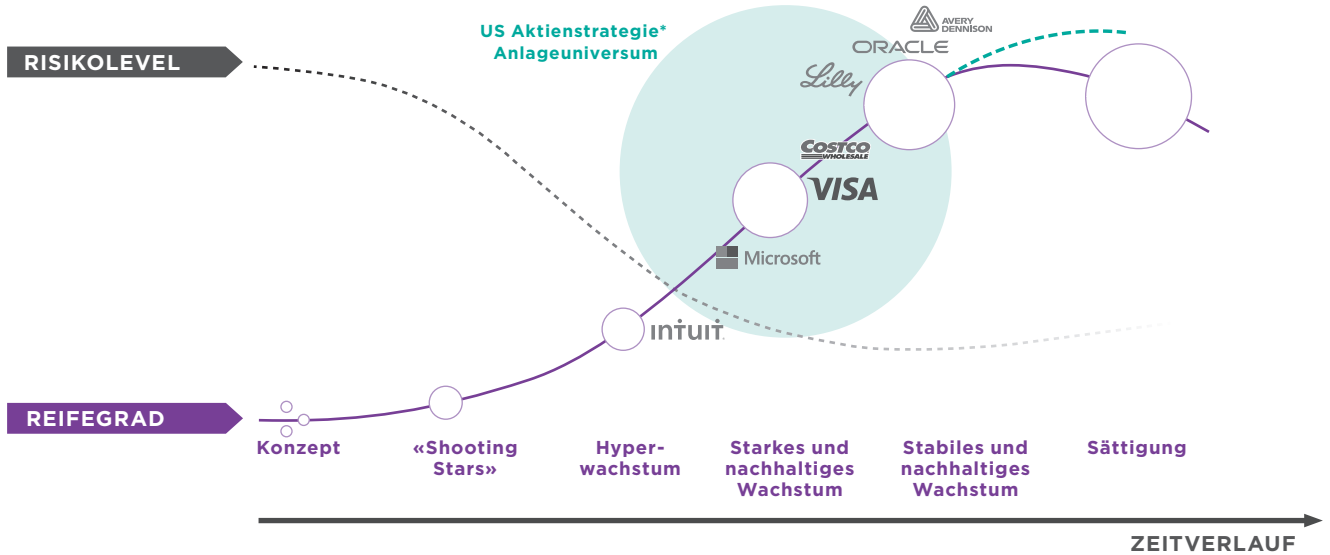 US Aktienstrategie*
Anlageuniversum
AVERY
DENNISON
ORACLE
RISIKOLEVEL
Lilly
COSTCO
WHOLESALE
VISA
Microsoft
ıntuıt.
REIFEGRAD
Konzept
«Shooting
Stars»
Hyper-
wachstum
Starkes und
nachhaltiges
Wachstum
Stabiles und
nachhaltiges
Wachstum
Sättigung
ZEITVERLAUF